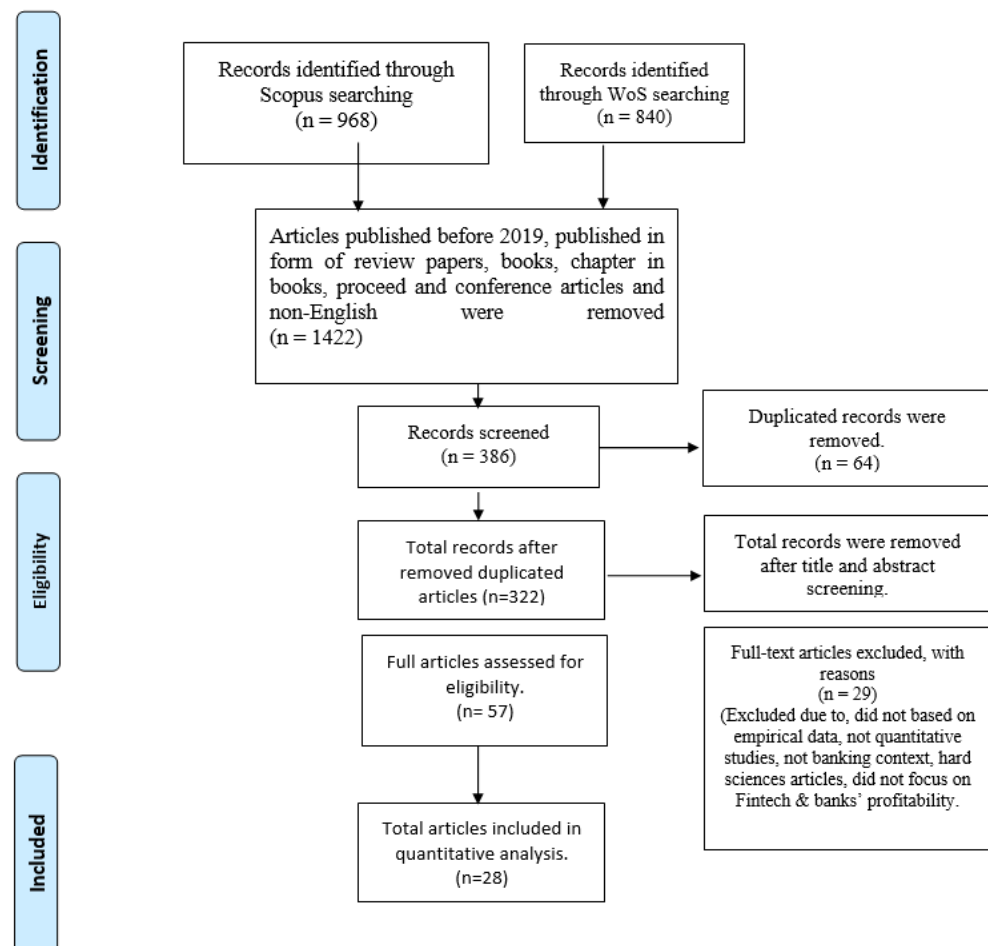 Identification
Records identified through
Scopus searching
(n = 968)
Records identified
through WoS searching
(n = 840)
Screening
Articles published before 2019, published in
form of review papers, books, chapter in
books, proceed and conference articles and
non-English were removed
(n = 1422)
Records screened
(n = 386)
Duplicated records were
removed.
(n = 64)
Eligibility
Total records after
removed duplicated
articles (n=322)
Total records were removed
after title and abstract
screening.
Full articles assessed for
eligibility.
(n= 57)
Full-text articles excluded, with
reasons
(n = 29)
(Excluded due to, did not based on
empirical data, not quantitative
studies, not banking context, hard
sciences articles, did not focus on
Fintech & banks’ profitability.
Included
Total articles included in
quantitative analysis.
(n=28)